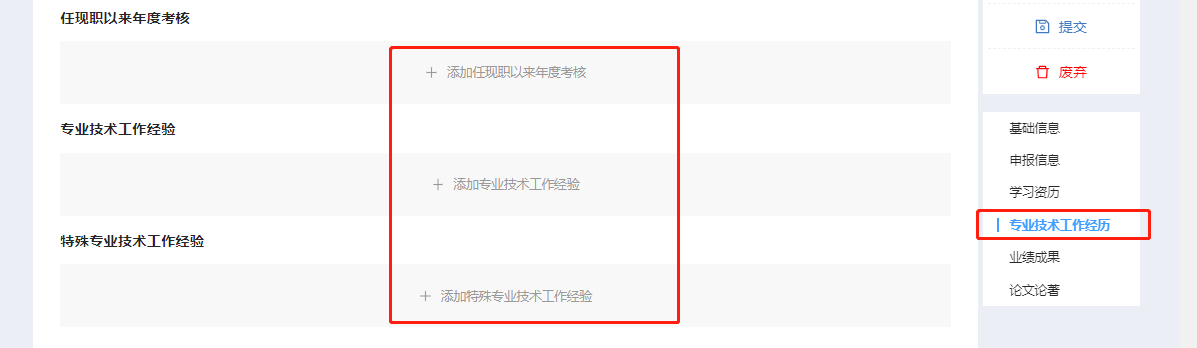 任现职以来年度考核
添加任现职以来年度考核
专业技术工作经验
添加专业技术工作经验
特殊专业技术工作经验
添加特殊专业技术工作经验
提交
废弃
基础信息
申报信息
学习资历
专业技术工作经历
业绩成果
论文论著